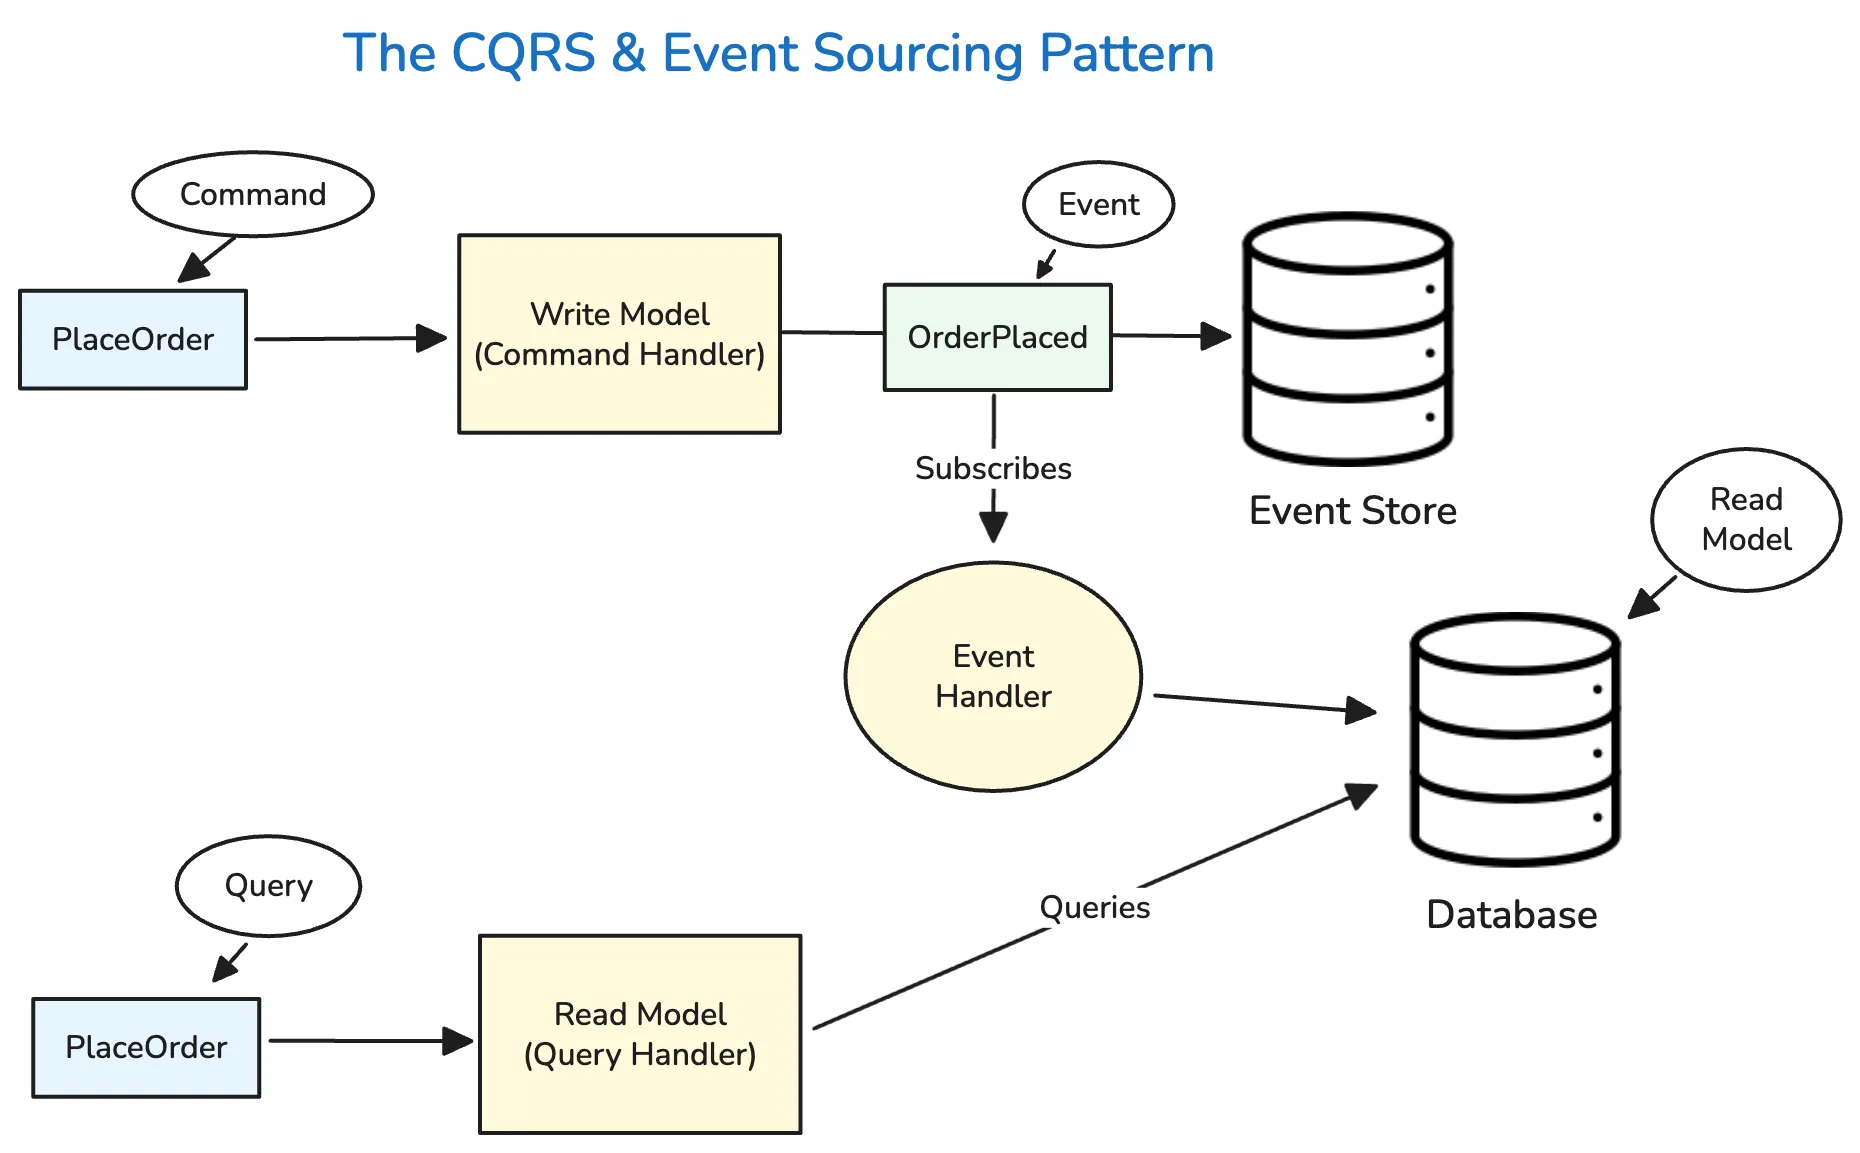 The CQRS & Event Sourcing Pattern
Command
Event
PlaceOrder
Write Model
(Command Handler)
OrderPlaced
Subscribes
Event Store
Read
Model
Event
Handler
Query
Queries
Database
PlaceOrder
Read Model
(Query Handler)